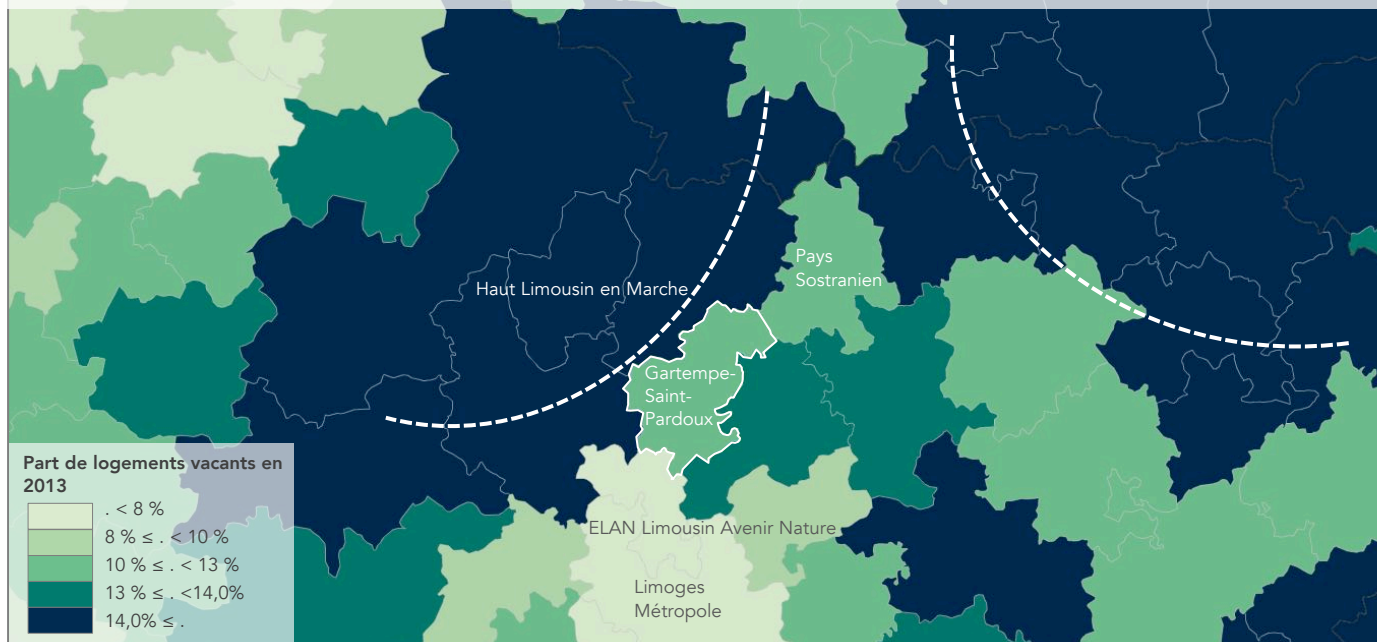 Haut Limousin en Marche
Pays
Sostranien
Gartempe-
Saint-
Pardoux
ELAN Limousin Avenir Nature
Limoges
Métropole
Part de logements vacants en
2013
. < 8 %
8 % ≤ . < 10 %
10 % ≤ . < 13 %
13 % ≤ . <14,0%
14,0% ≤ .